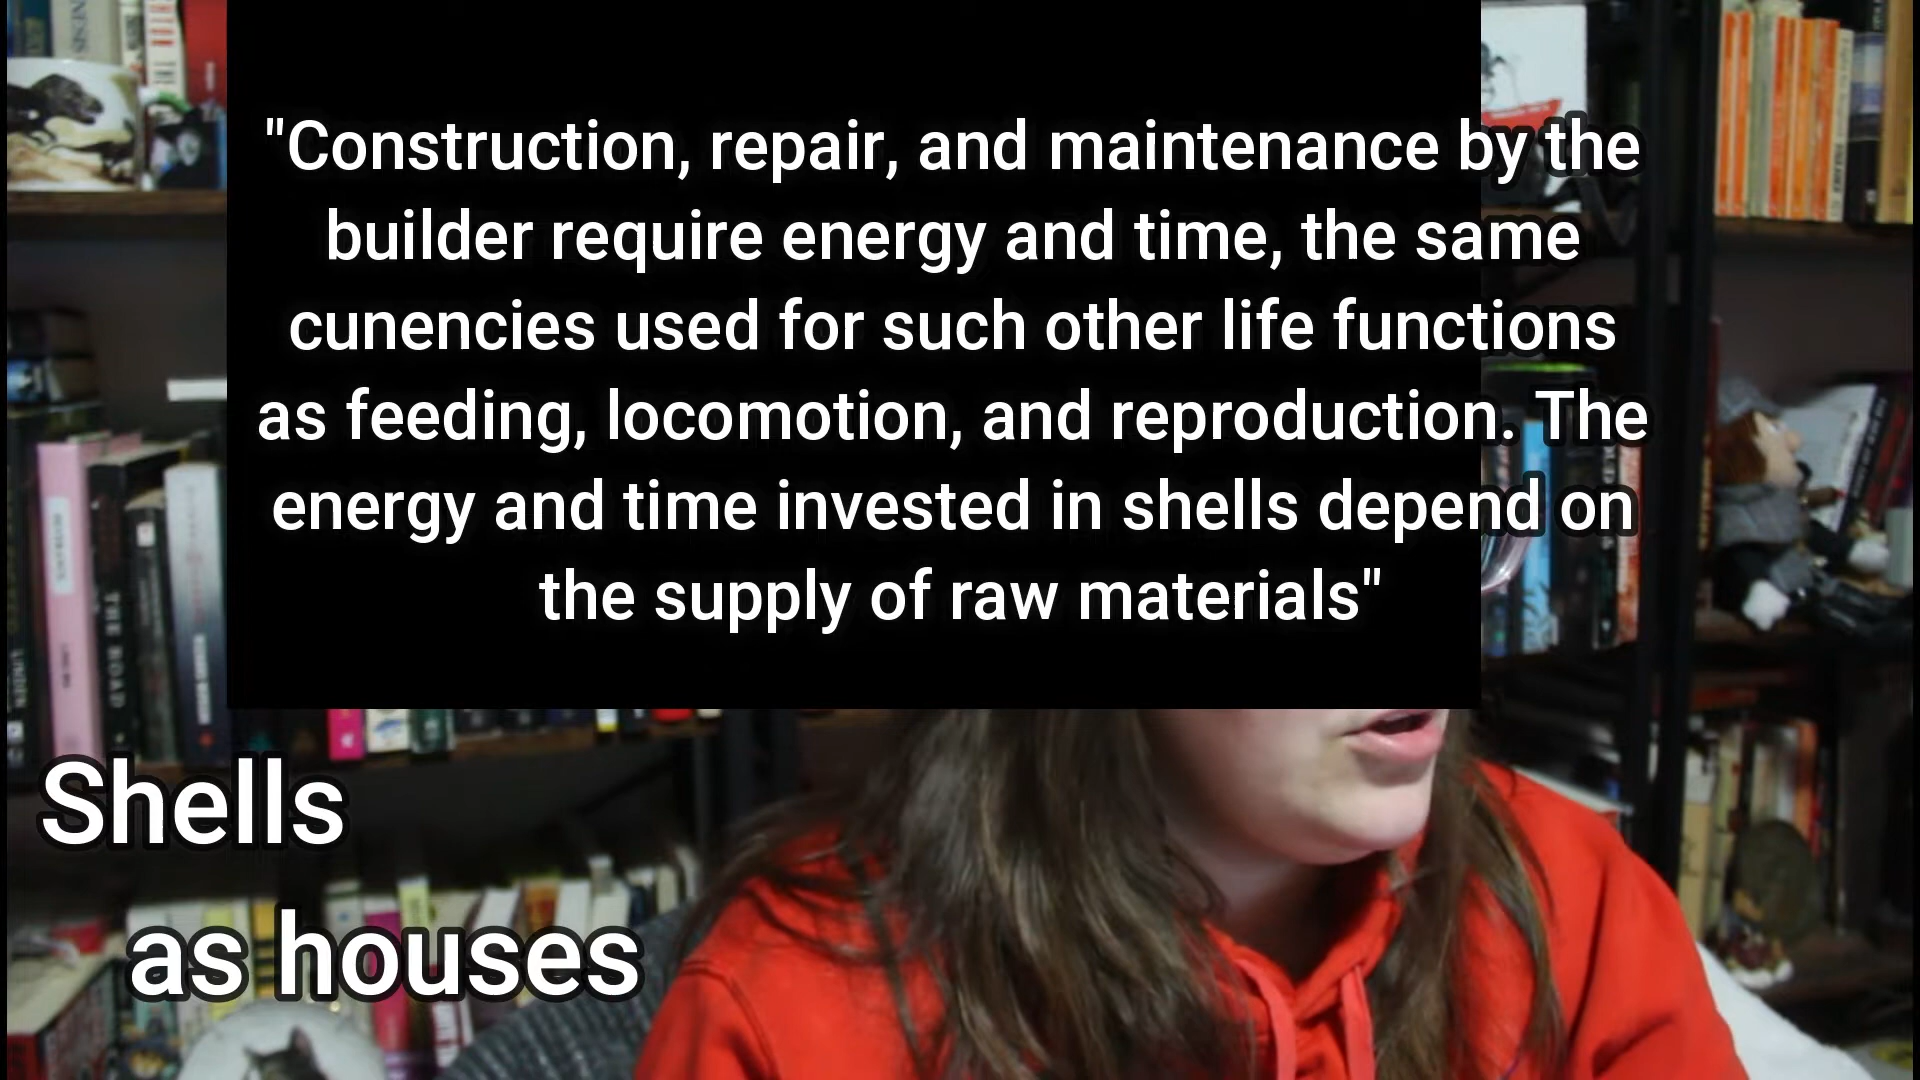 "Construction, repair, and maintenance by the
builder require energy and time, the same
cunencies used for such other life functions
as feeding, locomotion, and reproduction. The
energy and time invested in shells depend on
the supply of raw materials"
THE ROAD
Shells
as houses